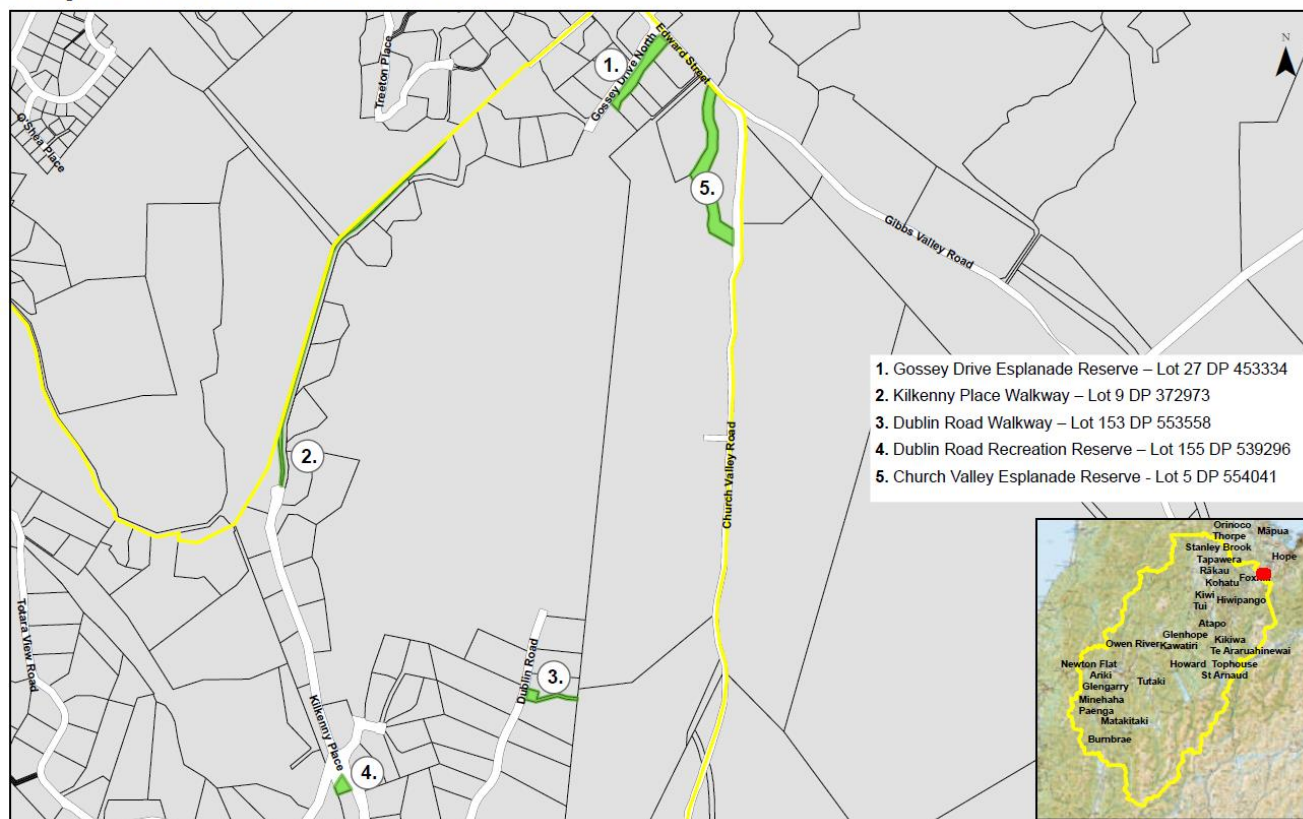 Edward Street
Gossey Drive North
1.
N
Treeton Place
O'Shea Place
5.
Gibbs Valley Road
1. Gossey Drive Esplanade Reserve – Lot 27 DP 453334
2. Kilkenny Place Walkway – Lot 9 DP 372973
3. Dublin Road Walkway – Lot 153 DP 553558
4. Dublin Road Recreation Reserve – Lot 155 DP 539296
5. Church Valley Esplanade Reserve - Lot 5 DP 554041
2.
Church Valley Road
Totara View Road
Kilkenny Place
Dublin Road
3.
4.
Orinoco
Thorpe
Māpua
Stanley Brook
Hope
Tapawera
Rākau
Kohatu
Kiwi
Tui
Hiwipango
Atapo
Glenhope
Kikiwa
Owen River
Kawatiri
Te Araruahinewai
Newton Flat
Howard
Tophouse
Ariki
St Arnaud
Glengarry
Tutaki
Minehaha
Paenga
Matakitaki
Burnbrae